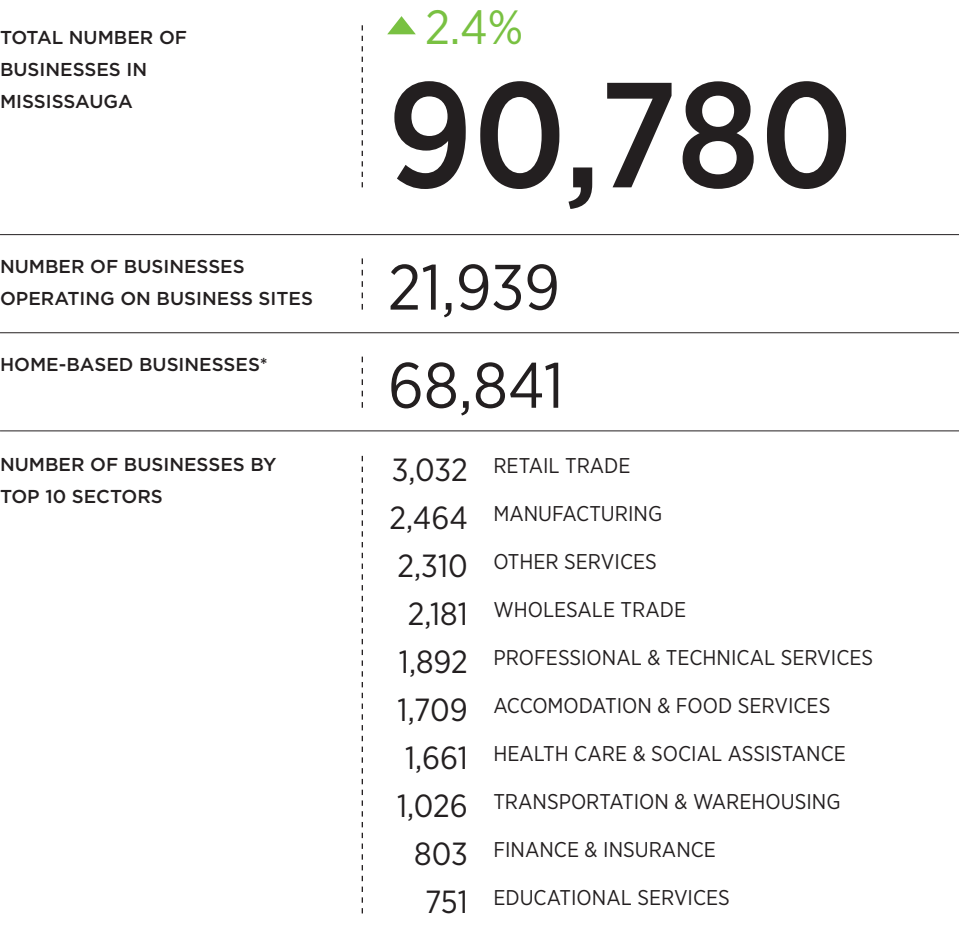 TOTAL NUMBER OF
BUSINESSES IN
MISSISSAUGA
▲ 2.4%
90,780
NUMBER OF BUSINESSES
OPERATING ON BUSINESS SITES
21,939
HOME-BASED BUSINESSES*
68,841
NUMBER OF BUSINESSES BY
TOP 10 SECTORS
3,032 RETAIL TRADE
2,464 MANUFACTURING
2,310 OTHER SERVICES
2,181 WHOLESALE TRADE
1,892 PROFESSIONAL & TECHNICAL SERVICES
1,709 ACCOMODATION & FOOD SERVICES
1,661 HEALTH CARE & SOCIAL ASSISTANCE
1,026 TRANSPORTATION & WAREHOUSING
803 FINANCE & INSURANCE
751 EDUCATIONAL SERVICES